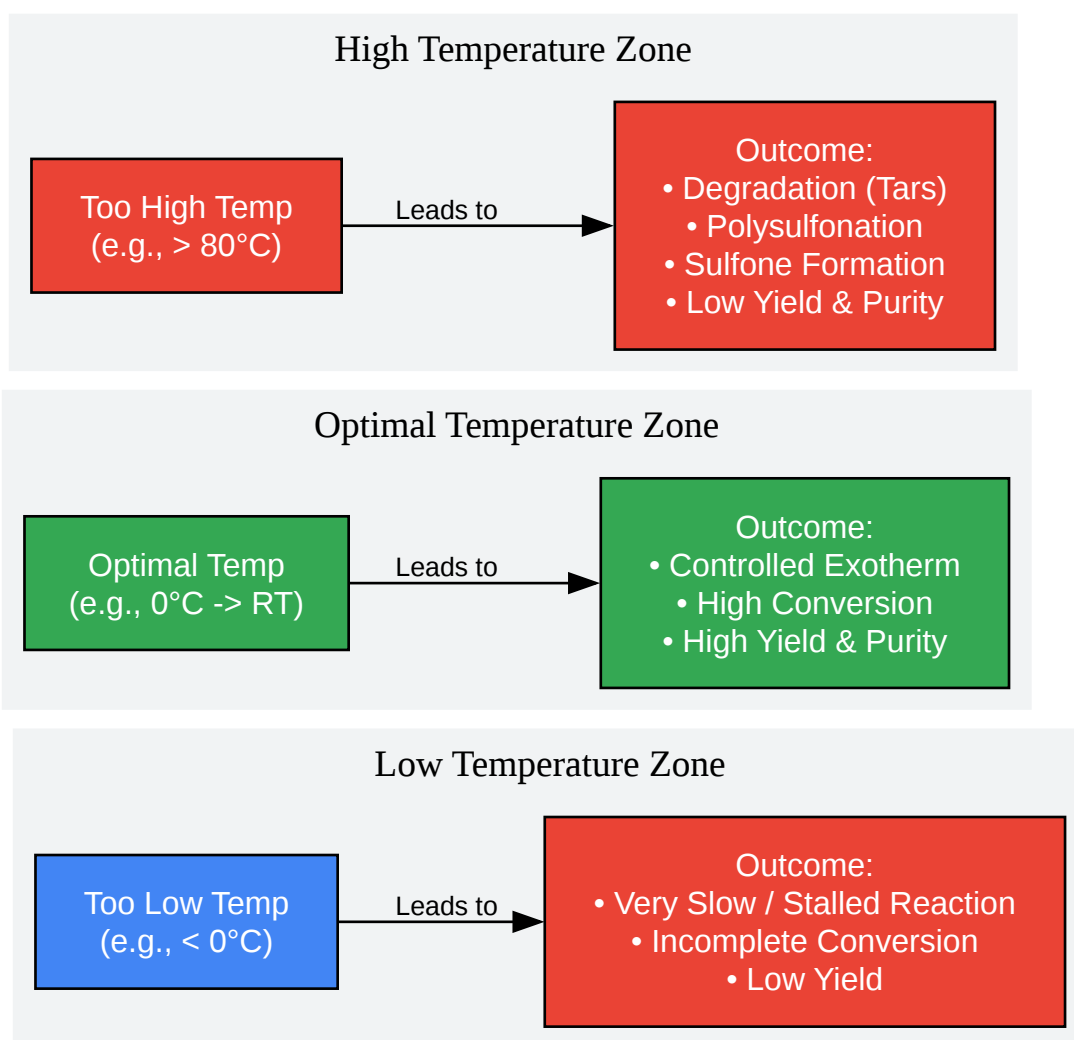 High Temperature Zone
Too High Temp
(e.g., > 80°C)
Leads to
Outcome:
• Degradation (Tars)
• Polysulfonation
• Sulfone Formation
• Low Yield & Purity
Optimal Temperature Zone
Optimal Temp
(e.g., 0°C -> RT)
Leads to
Outcome:
• Controlled Exotherm
• High Conversion
• High Yield & Purity
Low Temperature Zone
Too Low Temp
(e.g., < 0°C)
Leads to
Outcome:
• Very Slow / Stalled Reaction
• Incomplete Conversion
• Low Yield